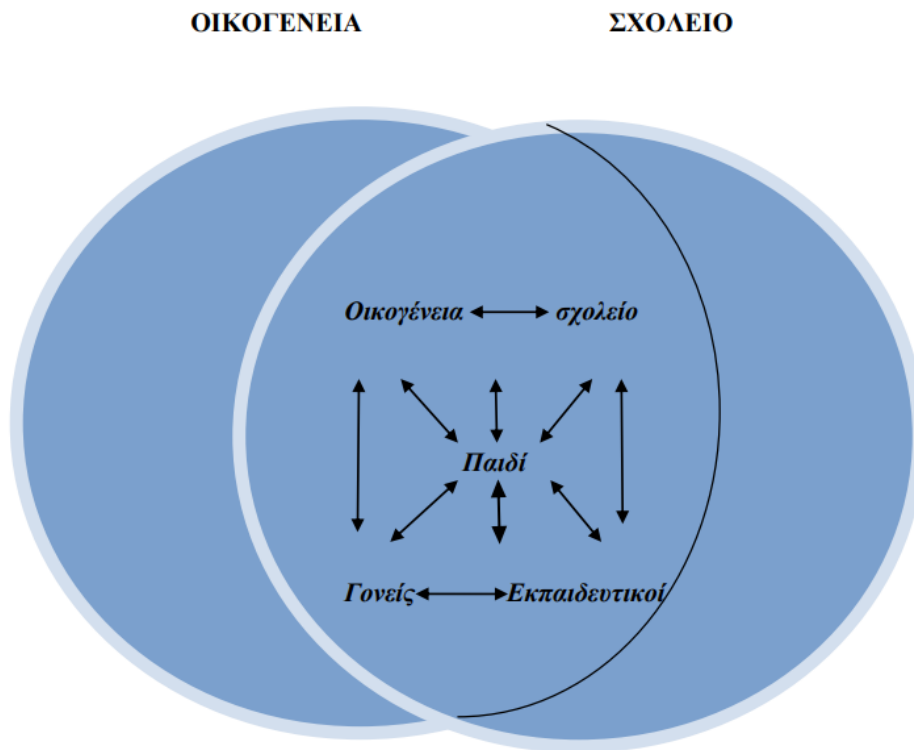 ΟΙΚΟΓΕΝΕΙΑ ΣΧΟΛΕΙΟ
Οικογένεια σχολείο
Παιδί
Γονείς Εκπαιδευτικοί